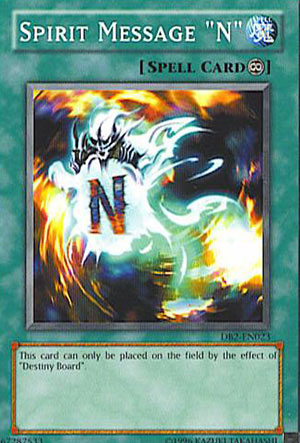 SPIRIT MESSAGE "N"
[SPELL CARD]
N
DB2-EN023
This card can only be placed on the field by the effect of
"Destiny Board".
67287533
©1996 KAZUKI TAKAHASHI